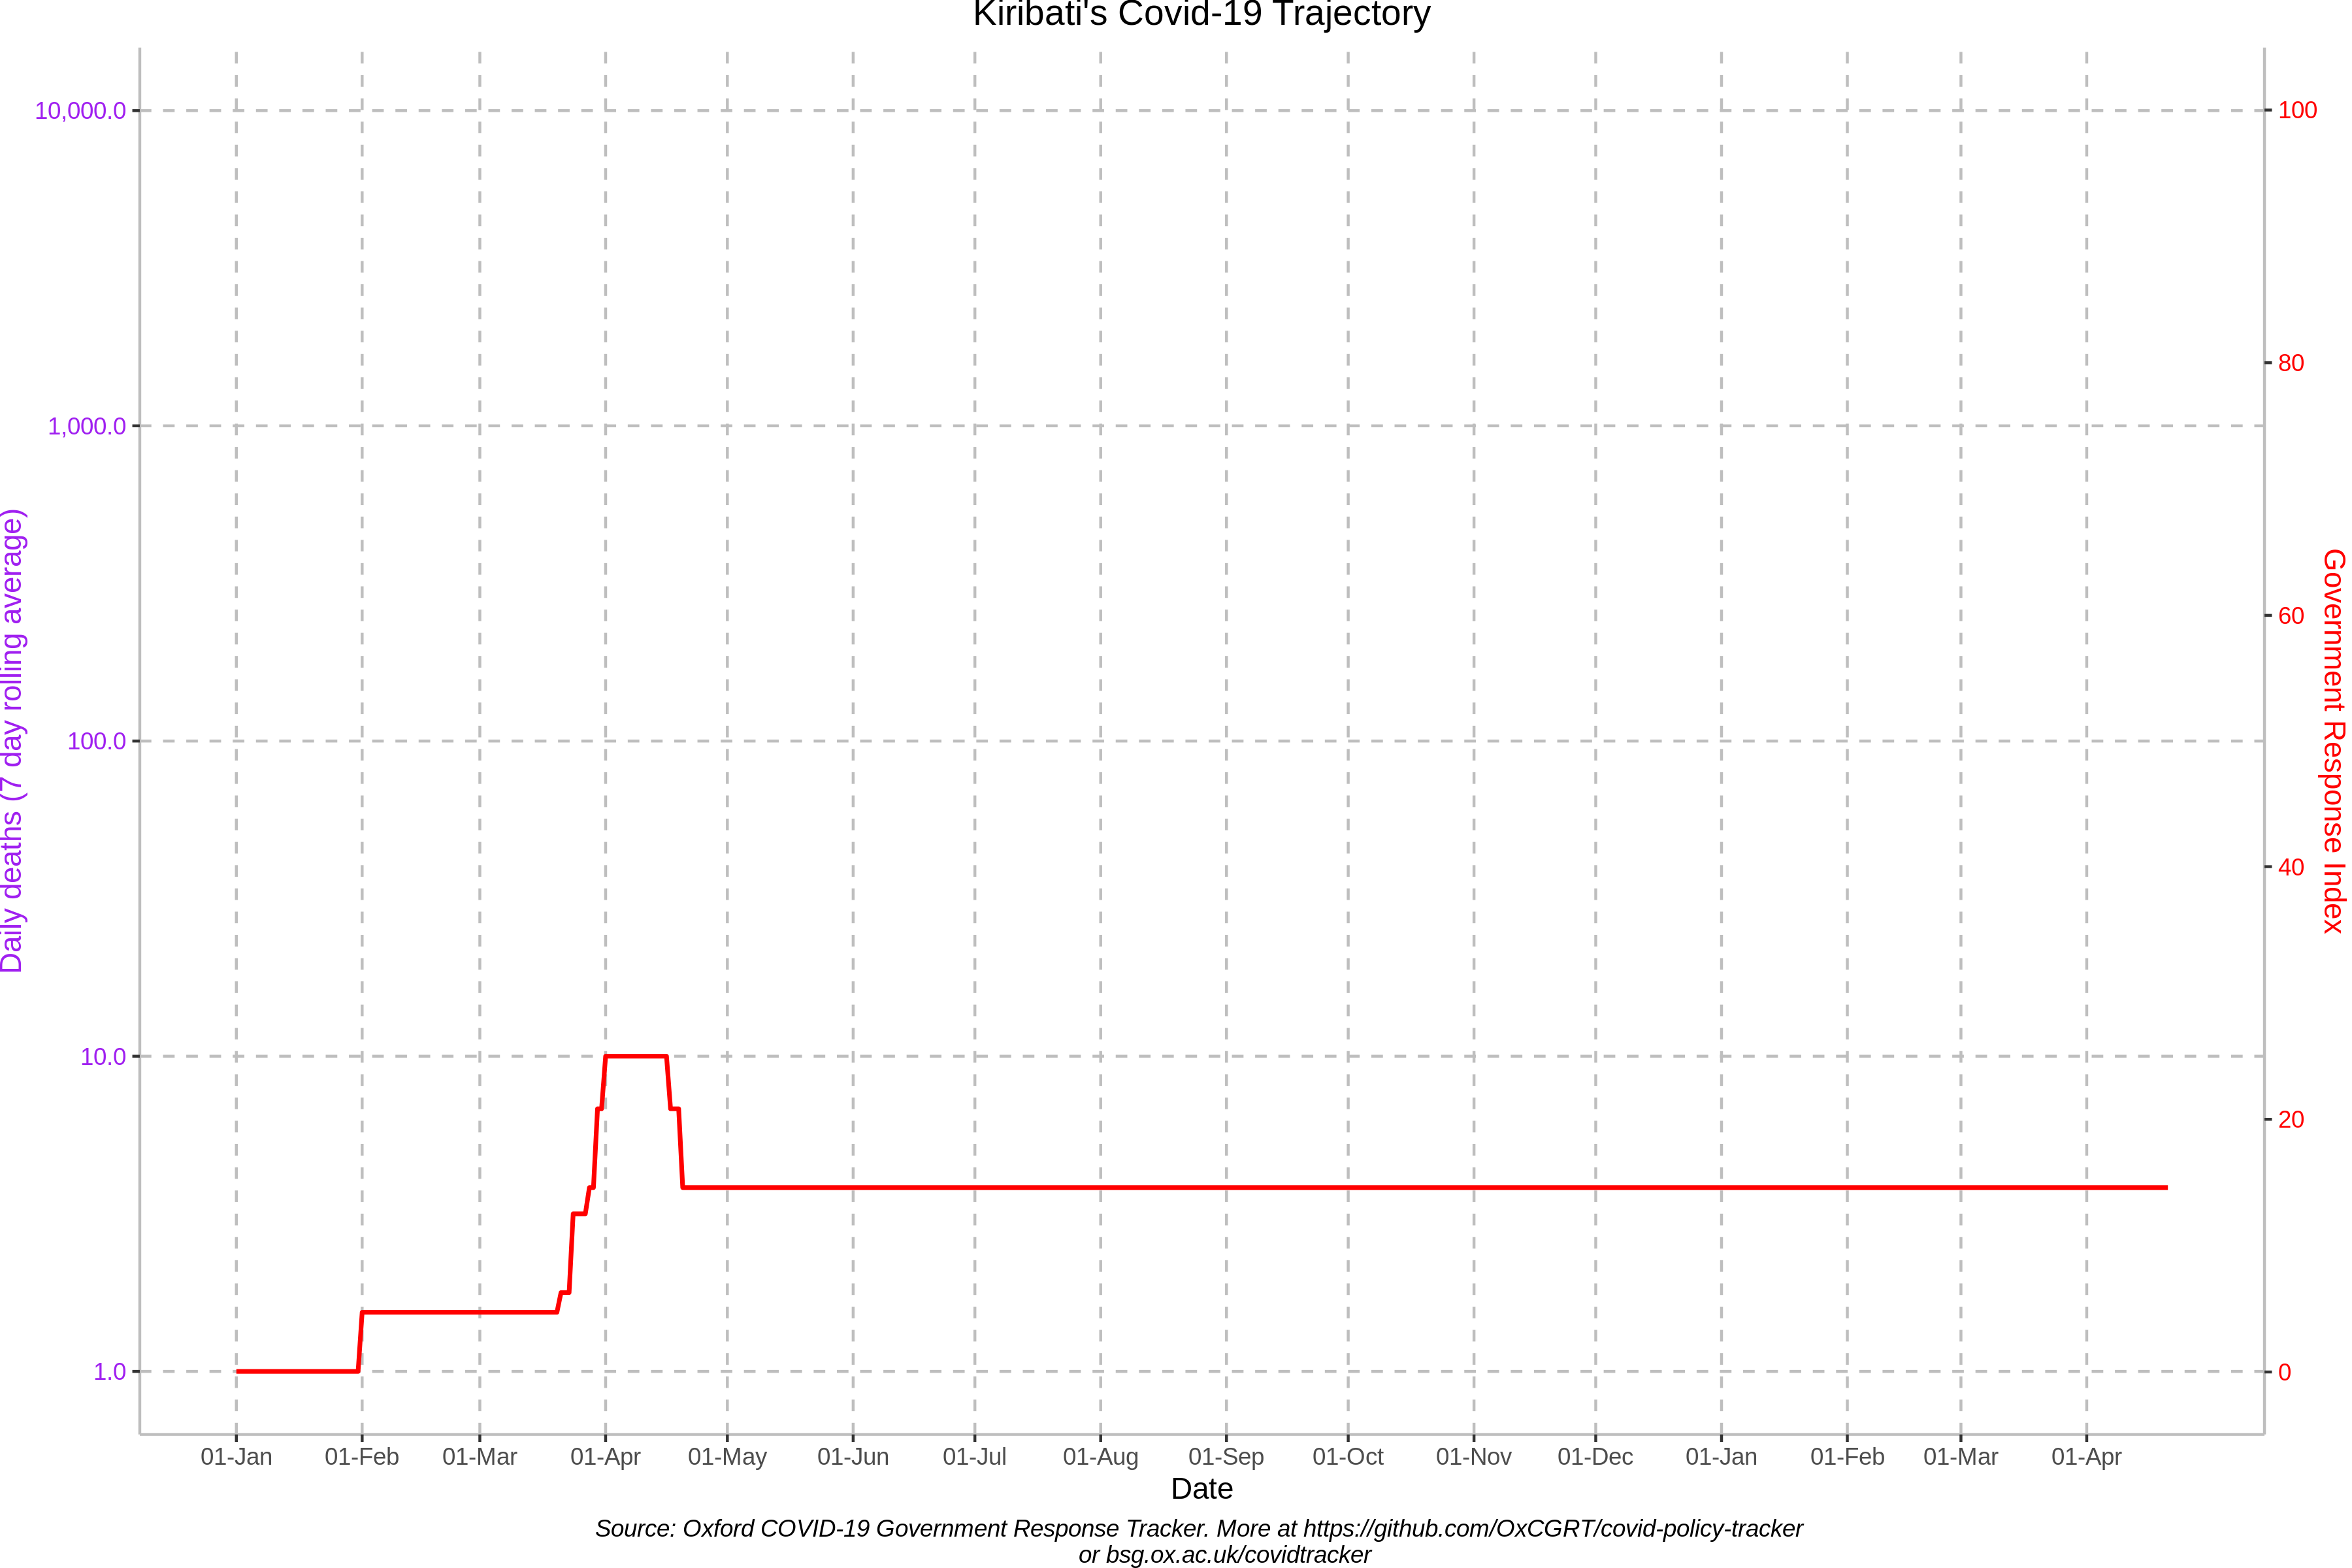 Kiribati's Covid-19 Trajectory
10,000.0
1,000.0
100.0
10.0
1.0
Daily deaths (7 day rolling average)
100
80
60
40
20
0
Government Response Index
01-Jan 01-Feb 01-Mar 01-Apr 01-May 01-Jun 01-Jul 01-Aug 01-Sep 01-Oct 01-Nov 01-Dec 01-Jan 01-Feb 01-Mar 01-Apr
Date
Source: Oxford COVID-19 Government Response Tracker. More at https://github.com/OxCGRT/covid-policy-tracker
or bsg.ox.ac.uk/covidtracker